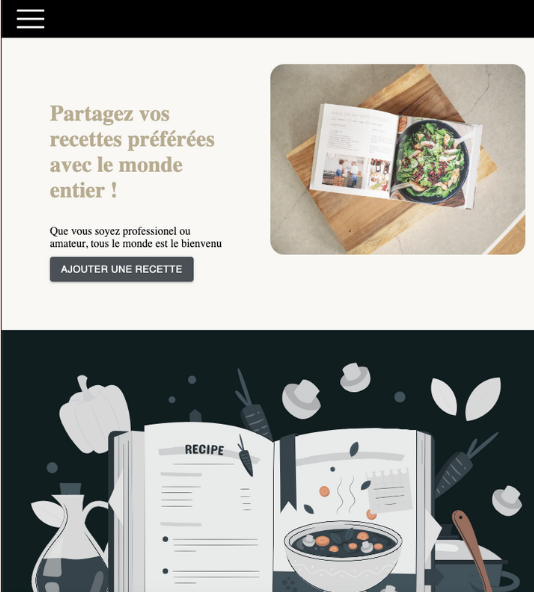 Partagez vos
recettes préférées
avec le monde
entier !
Que vous soyez professionel ou
amateur, tous le monde est le bienvenu
AJOUTER UNE RECETTE
RECIPE